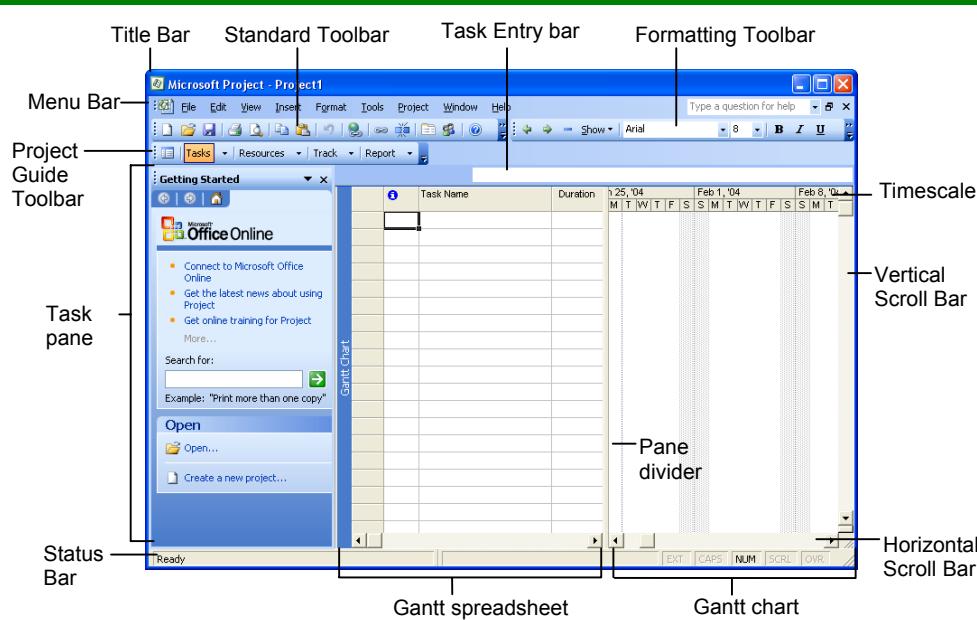 Title Bar
Standard Toolbar
Task Entry bar
Formatting Toolbar
Microsoft Project - Project1
Menu Bar
File Edit View Insert Format Tools Project Window Help
Type a question for help
Show
Arial
8
B I U
Project
Guide
Toolbar
Tasks Resources Track Report
Getting Started
Task Name
Duration
25, '04
Feb 1, '04
Feb 8, '0
M T W T F S S M T W T F S S M T
Timescale
Microsoft
Office Online
Connect to Microsoft Office
Online
Get the latest news about using
Project
Get online training for Project
More...
Search for:
Example: "Print more than one copy"
Open
Open...
Create a new project...
Task
pane
Gantt Chart
Vertical
Scroll Bar
Pane
divider
Status
Bar
Ready
EXT CAPS NUM SCRL OVR
Horizontal
Scroll Bar
Gantt spreadsheet
Gantt chart